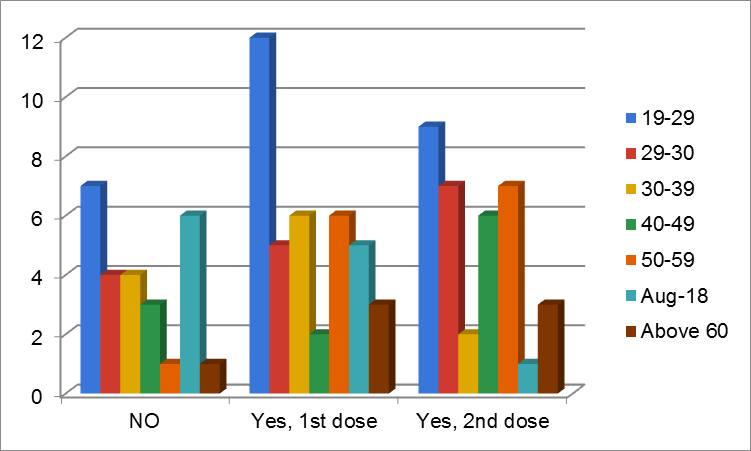 12
10
8
6
4
2
0
NO
Yes, 1st dose
Yes, 2nd dose
19-29
29-30
30-39
40-49
50-59
Aug-18
Above 60